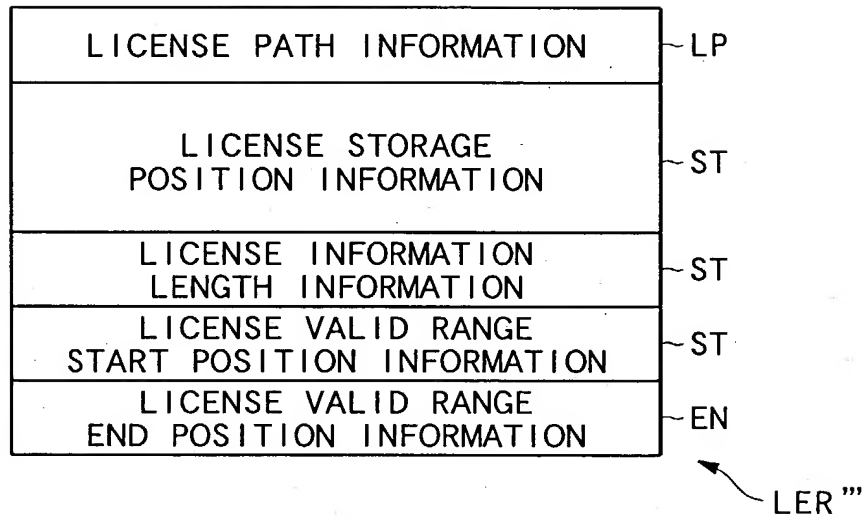 LICENSE PATH INFORMATION LP
LICENSE STORAGE
POSITION INFORMATION ST
LICENSE INFORMATION
LENGTH INFORMATION ST
LICENSE VALID RANGE
START POSITION INFORMATION ST
LICENSE VALID RANGE
END POSITION INFORMATION EN
LER'''